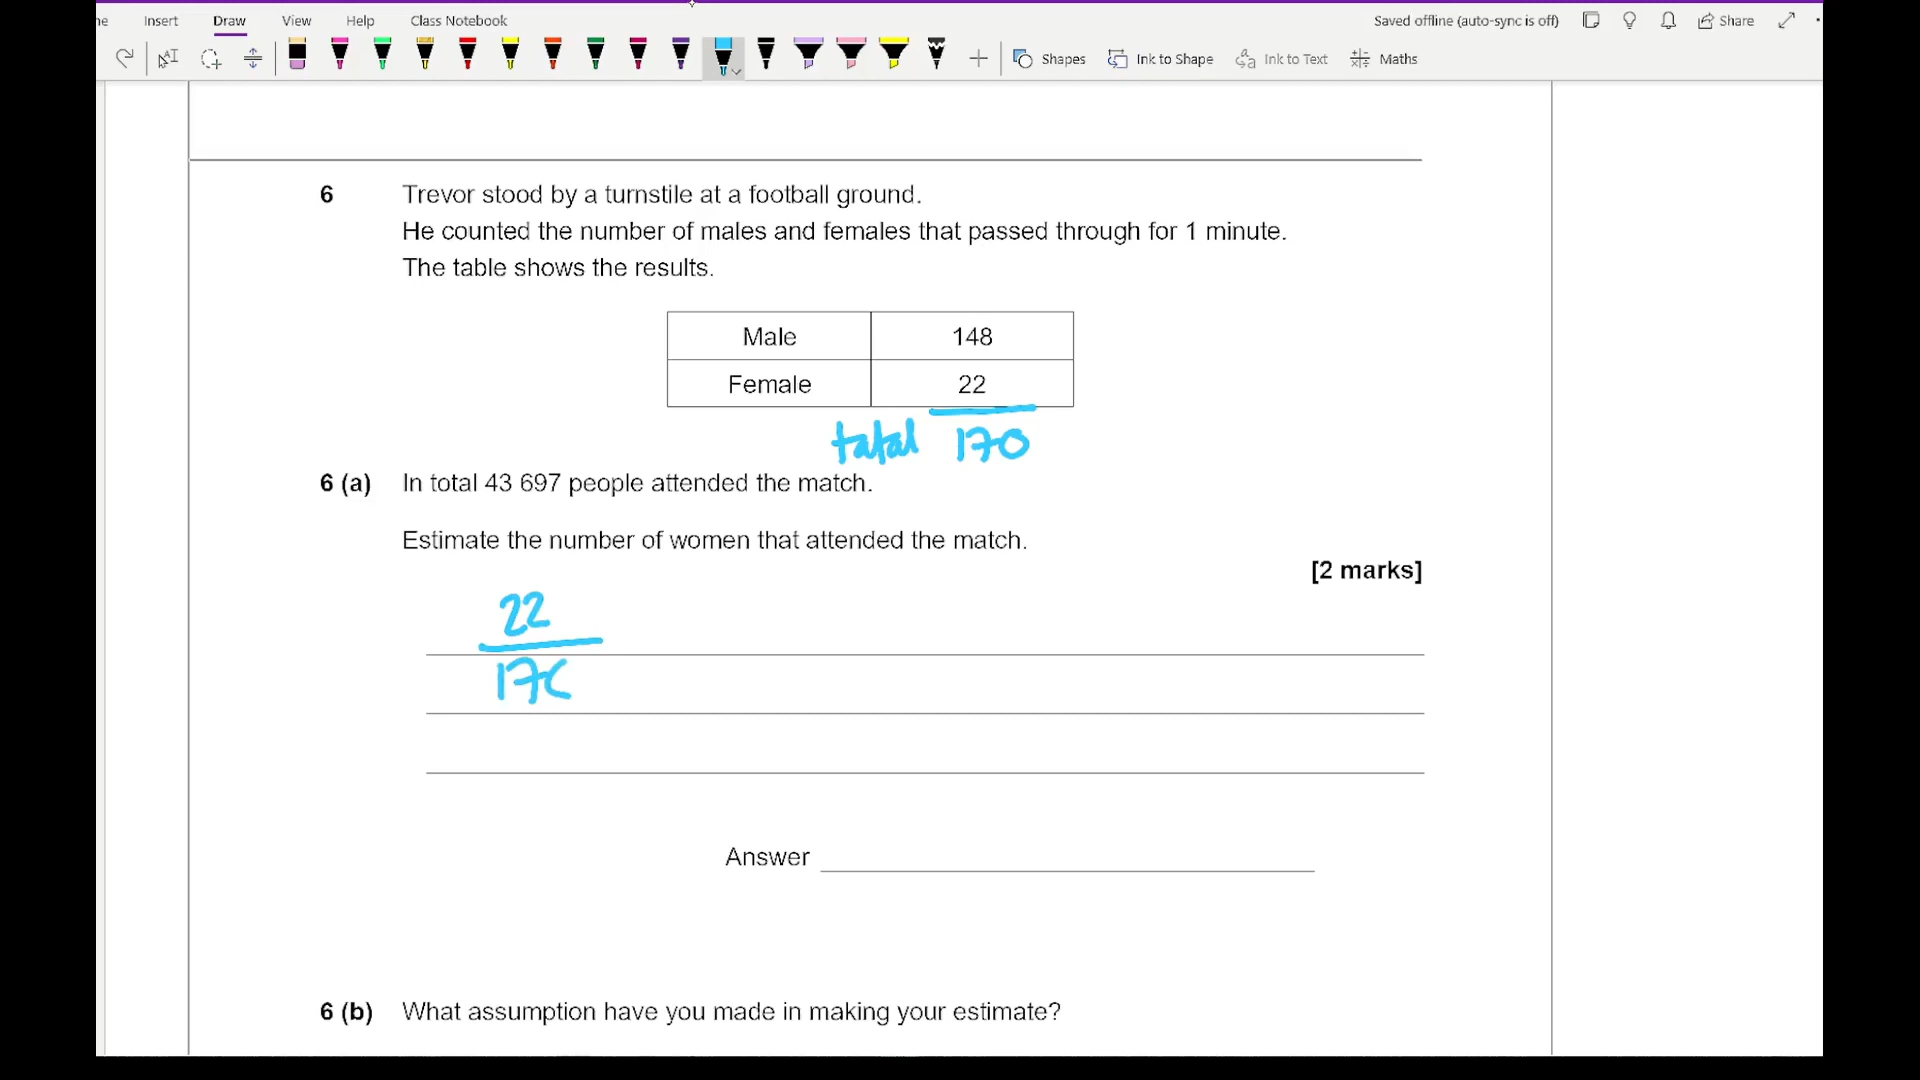 ne Insert Draw View Help Class Notebook Saved offline (auto-sync is off) Share
Shapes Ink to Shape Ink to Text Maths
6 Trevor stood by a turnstile at a football ground.
He counted the number of males and females that passed through for 1 minute.
The table shows the results.
Male 148
Female 22
total 170
6 (a) In total 43 697 people attended the match.
Estimate the number of women that attended the match.
[2 marks]
22
170
Answer
6 (b) What assumption have you made in making your estimate?